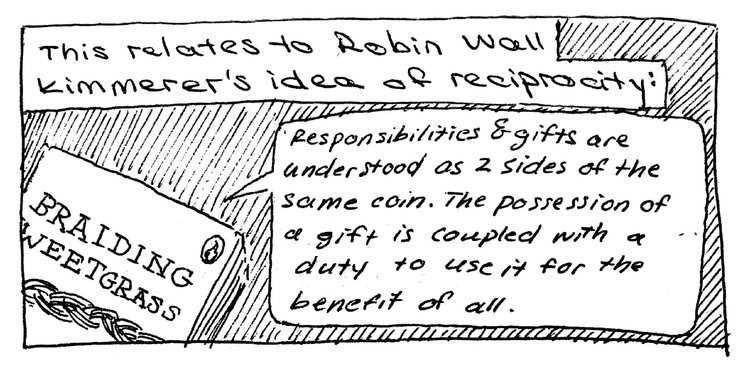 This relates to Robin Wall
Kimmerer's idea of reciprocity:
Responsibilities & gifts are
understood as 2 sides of the
same coin. The possession of
a gift is coupled with a
duty to use it for the
benefit of all.
BRAIDING
WEETGRASS